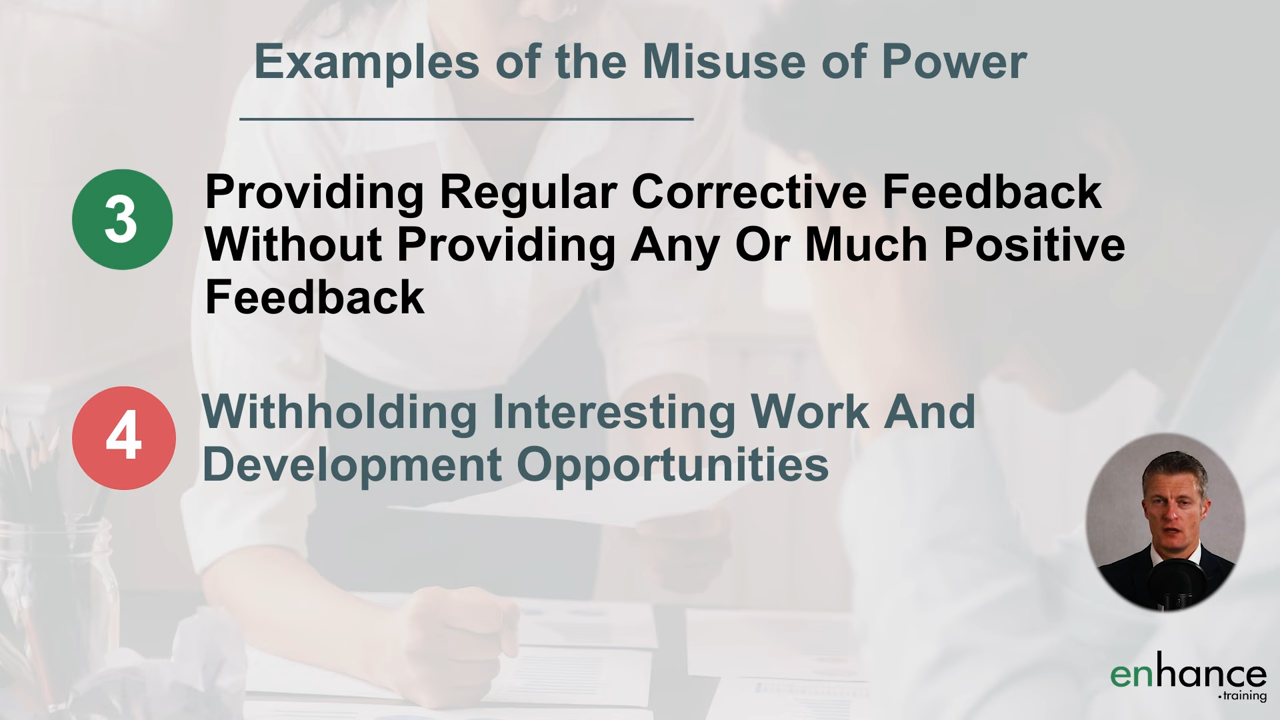 Examples of the Misuse of Power
3
Providing Regular Corrective Feedback
Without Providing Any Or Much Positive
Feedback
4
Withholding Interesting Work And
Development Opportunities
enhance
.training